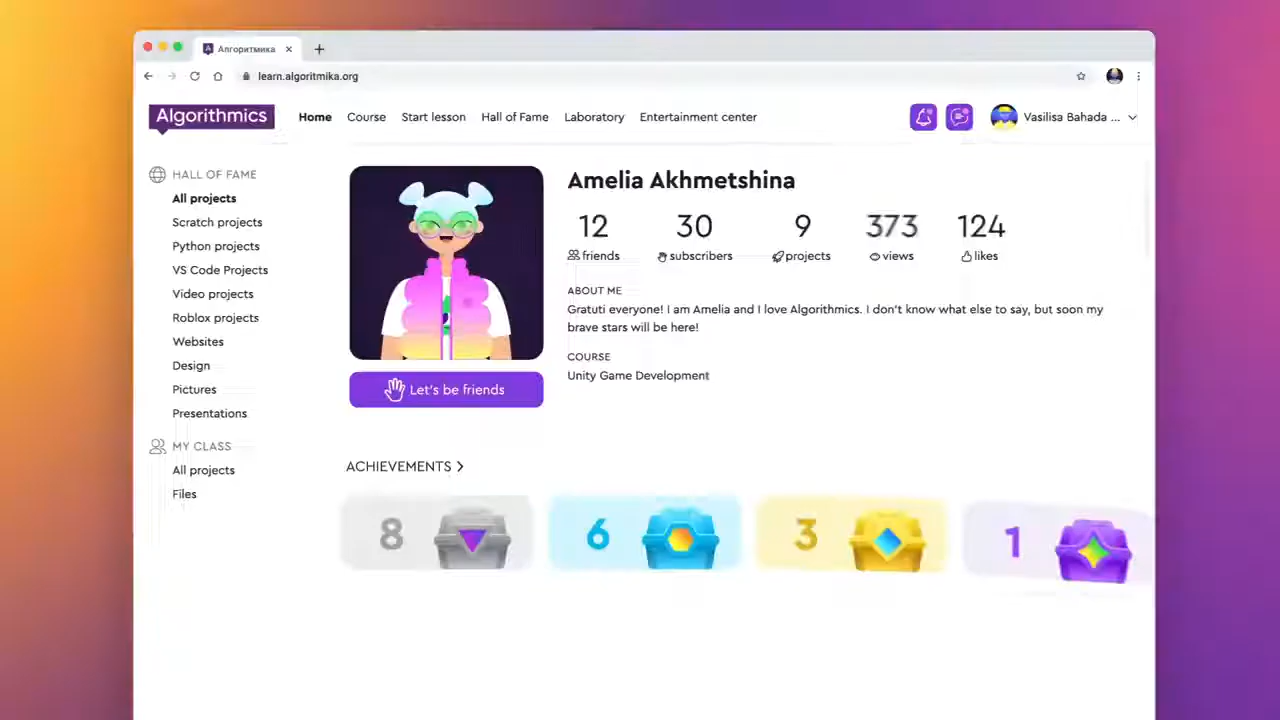 Алгоритмика
learn.algoritmika.org
Algorithmics
Home Course Start lesson Hall of Fame Laboratory Entertainment center
Vasilisa Bahada ...
HALL OF FAME
All projects
Scratch projects
Python projects
VS Code Projects
Video projects
Roblox projects
Websites
Design
Pictures
Presentations
MY CLASS
All projects
Files
Amelia Akhmetshina
12 30 9 373 124
friends subscribers projects views likes
ABOUT ME
Gratuti everyone! I am Amelia and I love Algorithmics. I don't know what else to say, but soon my
brave stars will be here!
COURSE
Unity Game Development
Let's be friends
ACHIEVEMENTS
8 6 3 1